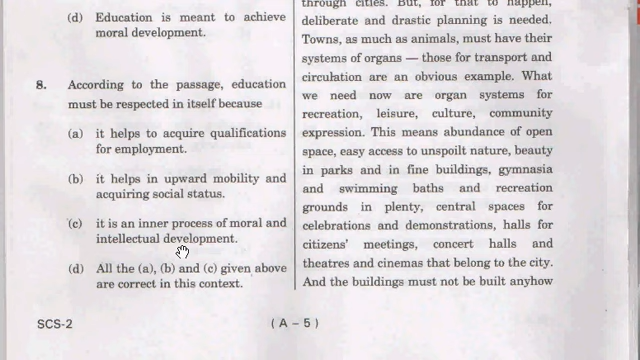 (d) Education is meant to achieve
moral development.
8. According to the passage, education
must be respected in itself because
(a) it helps to acquire qualifications
for employment.
(b) it helps in upward mobility and
acquiring social status.
(c) it is an inner process of moral and
intellectual development.
(d) All the (a), (b) and (c) given above
are correct in this context.
through cities. But, for that to happen,
deliberate and drastic planning is needed.
Towns, as much as animals, must have their
systems of organs — those for transport and
circulation are an obvious example. What
we need now are organ systems for
recreation, leisure, culture, community
expression. This means abundance of open
space, easy access to unspoilt nature, beauty
in parks and in fine buildings, gymnasia
and swimming baths and recreation
grounds in plenty, central spaces for
celebrations and demonstrations, halls for
citizens' meetings, concert halls and
theatres and cinemas that belong to the city.
And the buildings must not be built anyhow
SCS-2
( A – 5 )